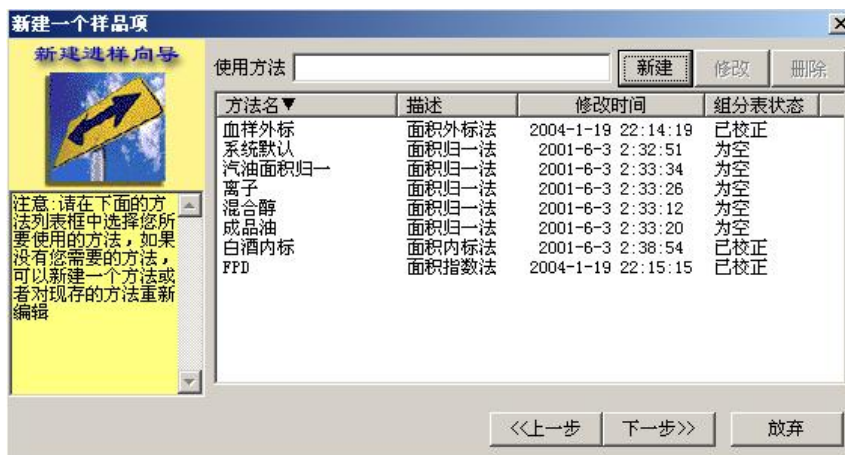 新建一个样品项
新建进样向导
使用方法 新建 修改 删除
方法名▼ 描述 修改时间 组分表状态
血样外标 面积外标法 2004-1-19 22:14:19 已校正
系统默认 面积归一法 2001-6-3 2:32:51 为空
汽油面积归一 面积归一法 2001-6-3 2:33:34 为空
离子 面积归一法 2001-6-3 2:33:26 为空
混合醇 面积归一法 2001-6-3 2:33:12 为空
成品油 面积归一法 2001-6-3 2:33:20 为空
白酒内标 面积内标法 2001-6-3 2:38:54 已校正
FPD 面积指数法 2004-1-19 22:15:15 已校正
注意:请在下面的方
法列表框中选择您所
要使用的方法，如果
没有您需要的方法，
可以新建一个方法或
者对现存的方法重新
编辑
<<上一步 下一步>> 放弃